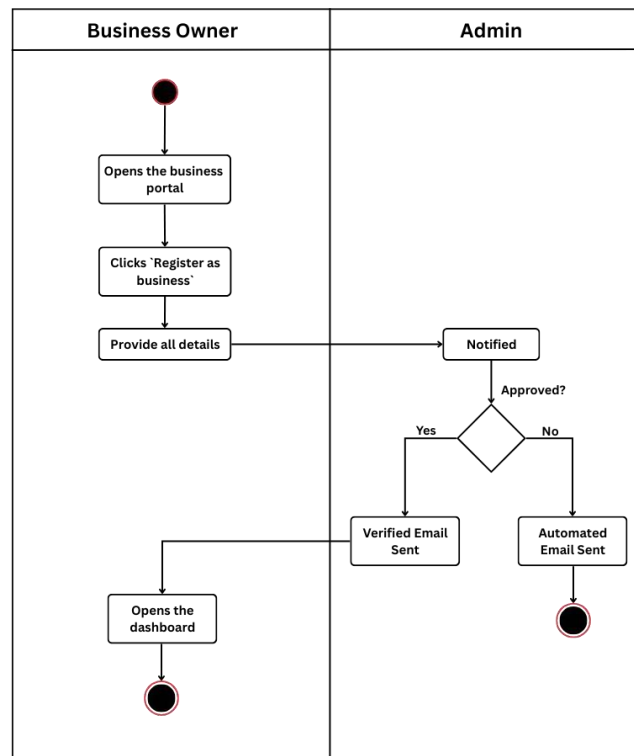 Business Owner
Admin
Opens the business
portal
Clicks `Register as
business`
Provide all details
Notified
Approved?
Yes
No
Verified Email
Sent
Automated
Email Sent
Opens the
dashboard